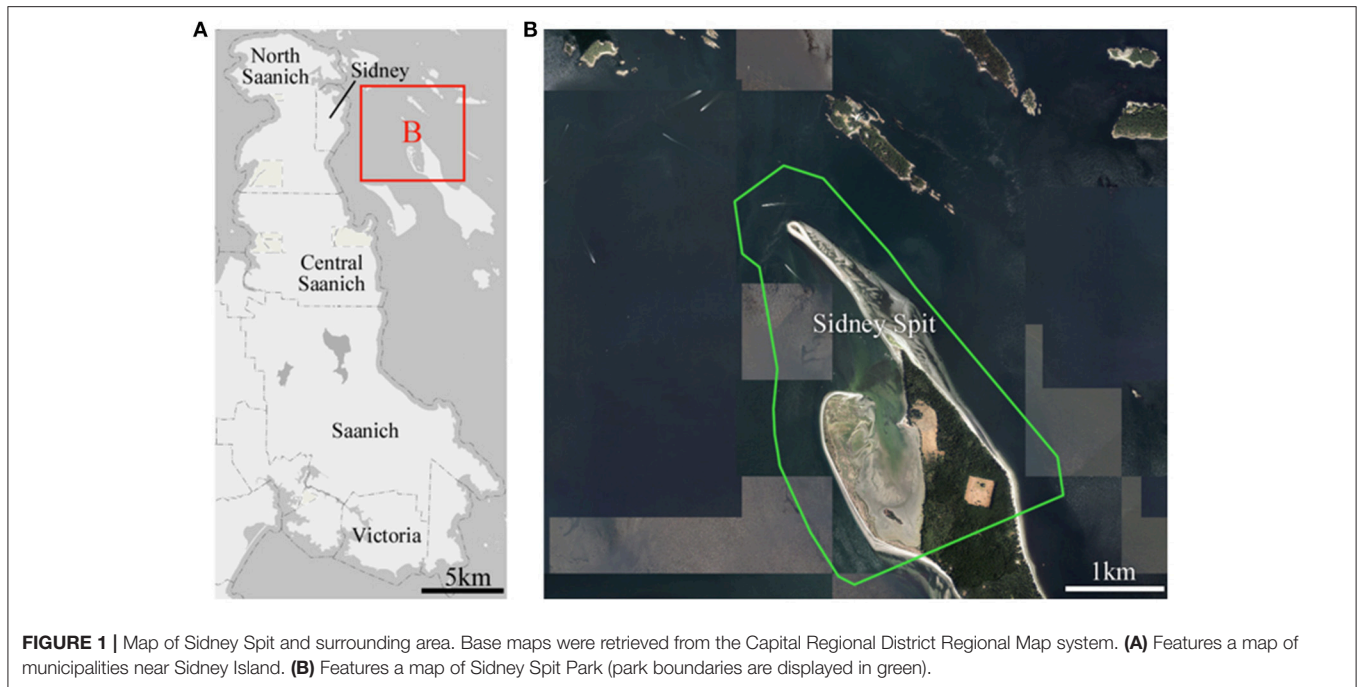 A
North
Saanich
Sidney
B
Central
Saanich
Saanich
Victoria
5km
B
Sidney Spit
1km
FIGURE 1 | Map of Sidney Spit and surrounding area. Base maps were retrieved from the Capital Regional District Regional Map system. (A) Features a map of
municipalities near Sidney Island. (B) Features a map of Sidney Spit Park (park boundaries are displayed in green).